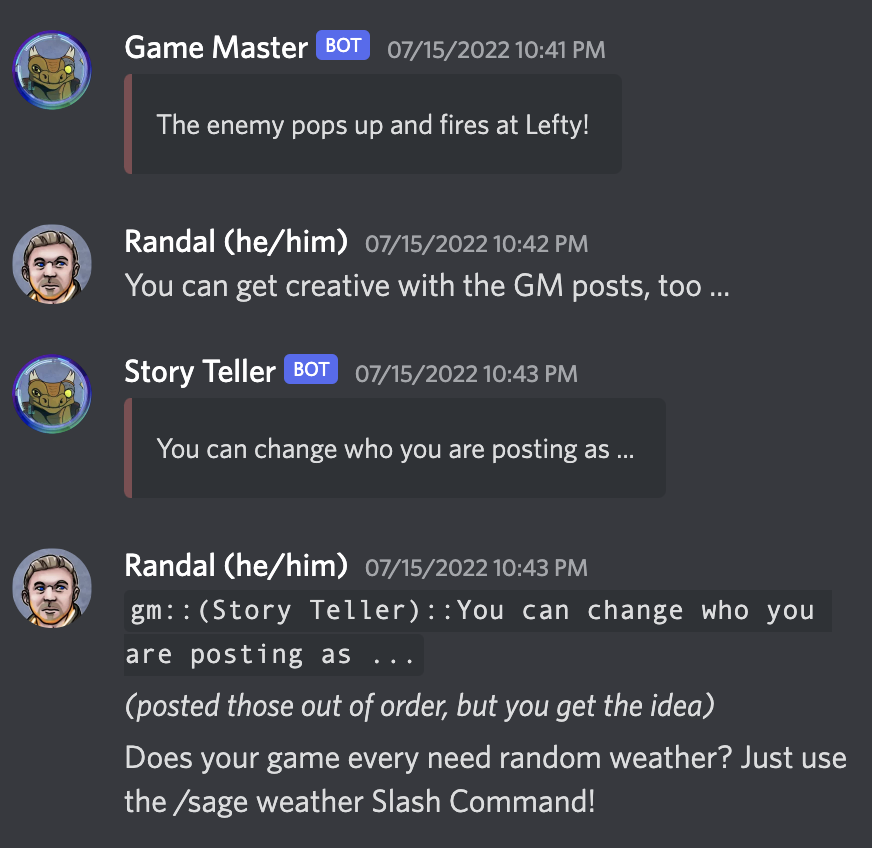 Game Master BOT 07/15/2022 10:41 PM
The enemy pops up and fires at Lefty!
Randal (he/him) 07/15/2022 10:42 PM
You can get creative with the GM posts, too ...
Story Teller BOT 07/15/2022 10:43 PM
You can change who you are posting as ...
Randal (he/him) 07/15/2022 10:43 PM
gm::(Story Teller)::You can change who you
are posting as ...
(posted those out of order, but you get the idea)
Does your game every need random weather? Just use
the /sage weather Slash Command!